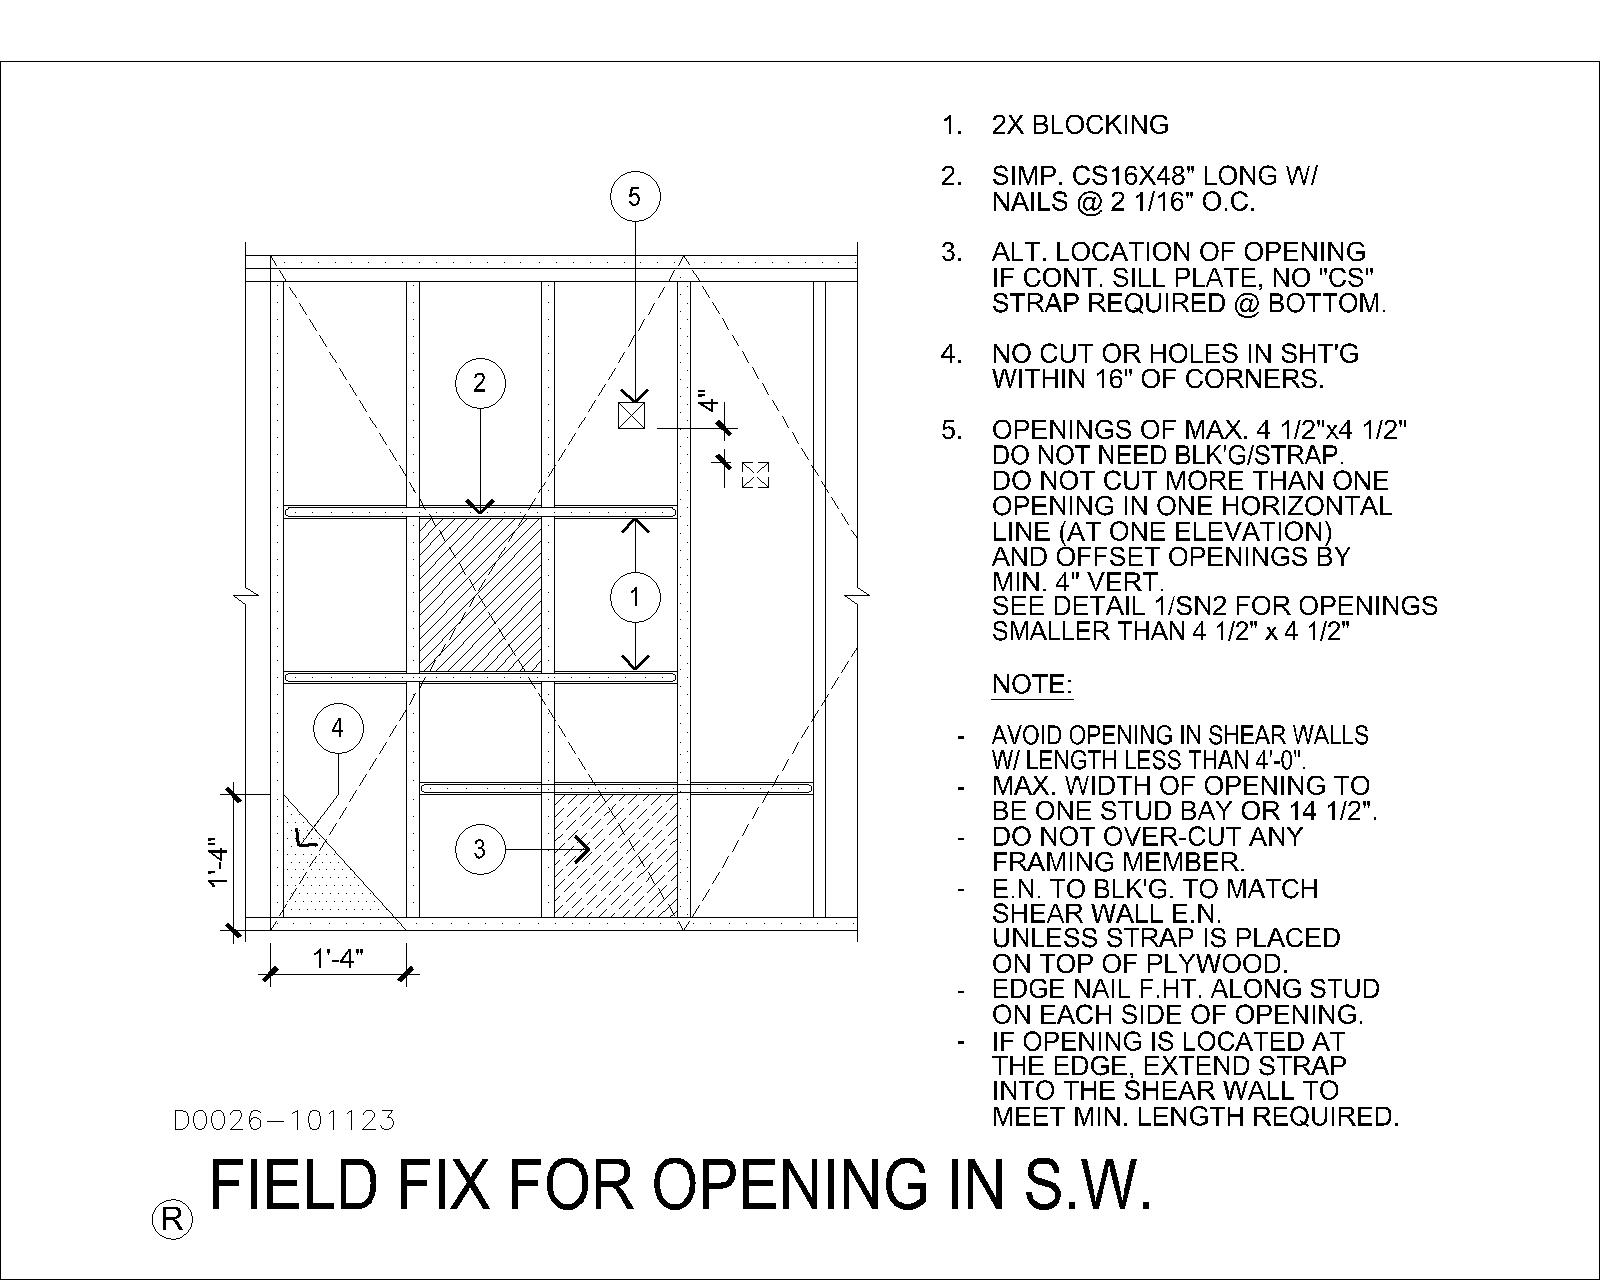 1. 2X BLOCKING
2. SIMP. CS16X48" LONG W/
NAILS @ 2 1/16" O.C.
3. ALT. LOCATION OF OPENING
IF CONT. SILL PLATE, NO "CS"
STRAP REQUIRED @ BOTTOM.
4. NO CUT OR HOLES IN SHT'G
WITHIN 16" OF CORNERS.
5. OPENINGS OF MAX. 4 1/2"x4 1/2"
DO NOT NEED BLK'G/STRAP.
DO NOT CUT MORE THAN ONE
OPENING IN ONE HORIZONTAL
LINE (AT ONE ELEVATION)
AND OFFSET OPENINGS BY
MIN. 4" VERT.
SEE DETAIL 1/SN2 FOR OPENINGS
SMALLER THAN 4 1/2" x 4 1/2"
NOTE:
- AVOID OPENING IN SHEAR WALLS
W/ LENGTH LESS THAN 4'-0".
- MAX. WIDTH OF OPENING TO
BE ONE STUD BAY OR 14 1/2".
- DO NOT OVER-CUT ANY
FRAMING MEMBER.
- E.N. TO BLK'G. TO MATCH
SHEAR WALL E.N.
UNLESS STRAP IS PLACED
ON TOP OF PLYWOOD.
- EDGE NAIL F.HT. ALONG STUD
ON EACH SIDE OF OPENING.
- IF OPENING IS LOCATED AT
THE EDGE, EXTEND STRAP
INTO THE SHEAR WALL TO
MEET MIN. LENGTH REQUIRED.
5
2
4"
1
4
3
1'-4"
1'-4"
D0026-101123
FIELD FIX FOR OPENING IN S.W.
R